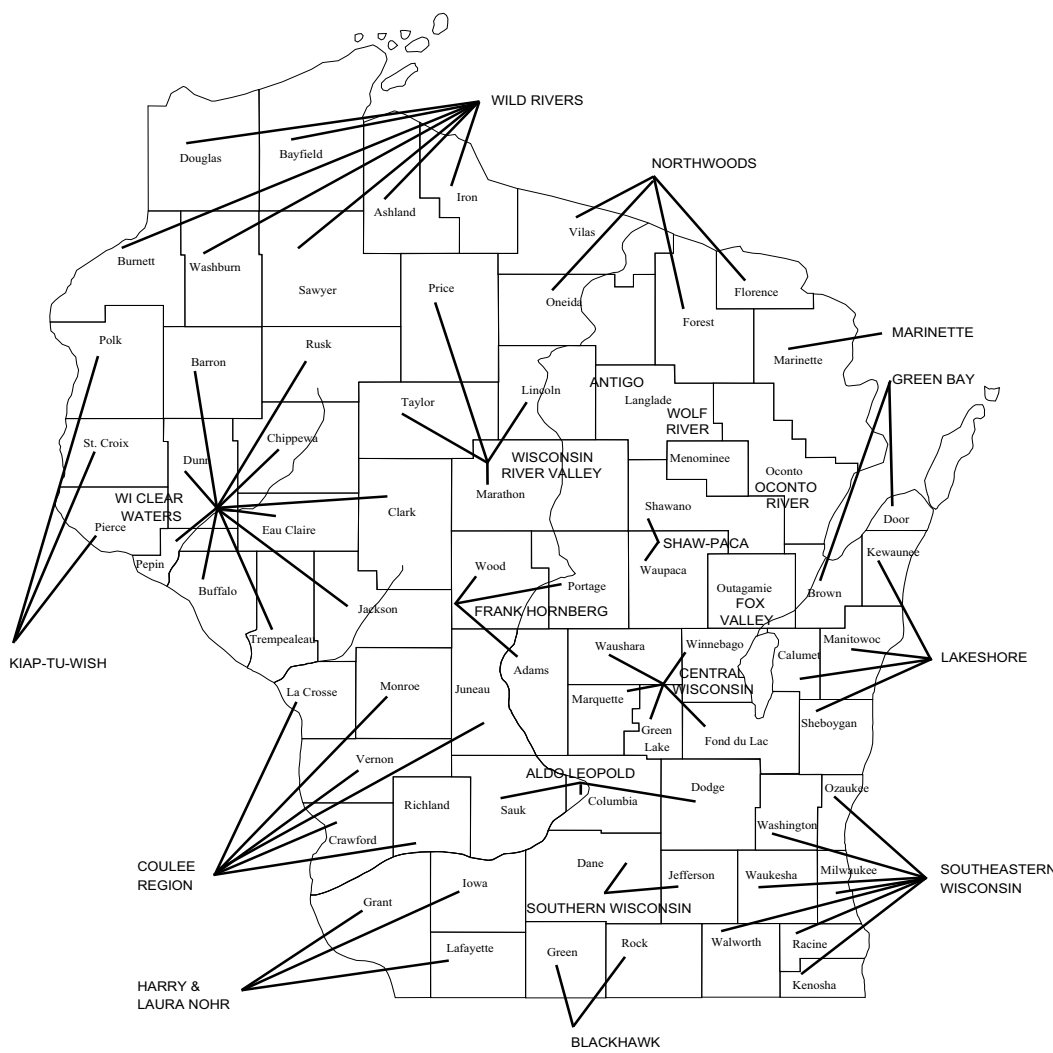 WILD RIVERS
Douglas
Bayfield
NORTHWOODS
Ashland
Iron
Vilas
Burnett
Washburn
Sawyer
Price
Oneida
Florence
Forest
MARINETTE
Polk
Barron
Rusk
Marinette
GREEN BAY
ANTIGO
Lincoln
Langlade
Taylor
WOLF
RIVER
St. Croix
Chippewa
Dunn
WISCONSIN
RIVER VALLEY
Menominee
Oconto
OCONTO
RIVER
Marathon
WI CLEAR
WATERS
Clark
Shawano
Door
Pierce
Eau Claire
SHAW-PACA
Kewaunee
Pepin
Wood
Waupaca
Buffalo
Portage
Outagamie
Brown
FOX
VALLEY
Jackson
FRANK HORNBERG
Trempealeau
KIAP-TU-WISH
Waushara
Winnebago
Manitowoc
Calumet
LAKESHORE
Adams
CENTRAL
WISCONSIN
La Crosse
Monroe
Juneau
Marquette
Sheboygan
Green
Lake
Fond du Lac
Vernon
ALDO LEOPOLD
Dodge
Ozaukee
Richland
Sauk
Columbia
Washington
Crawford
COULEE
REGION
Dane
Jefferson
Waukesha
Milwaukee
SOUTHEASTERN
WISCONSIN
Iowa
Grant
SOUTHERN WISCONSIN
Lafayette
Green
Rock
Walworth
Racine
HARRY &
LAURA NOHR
Kenosha
BLACKHAWK